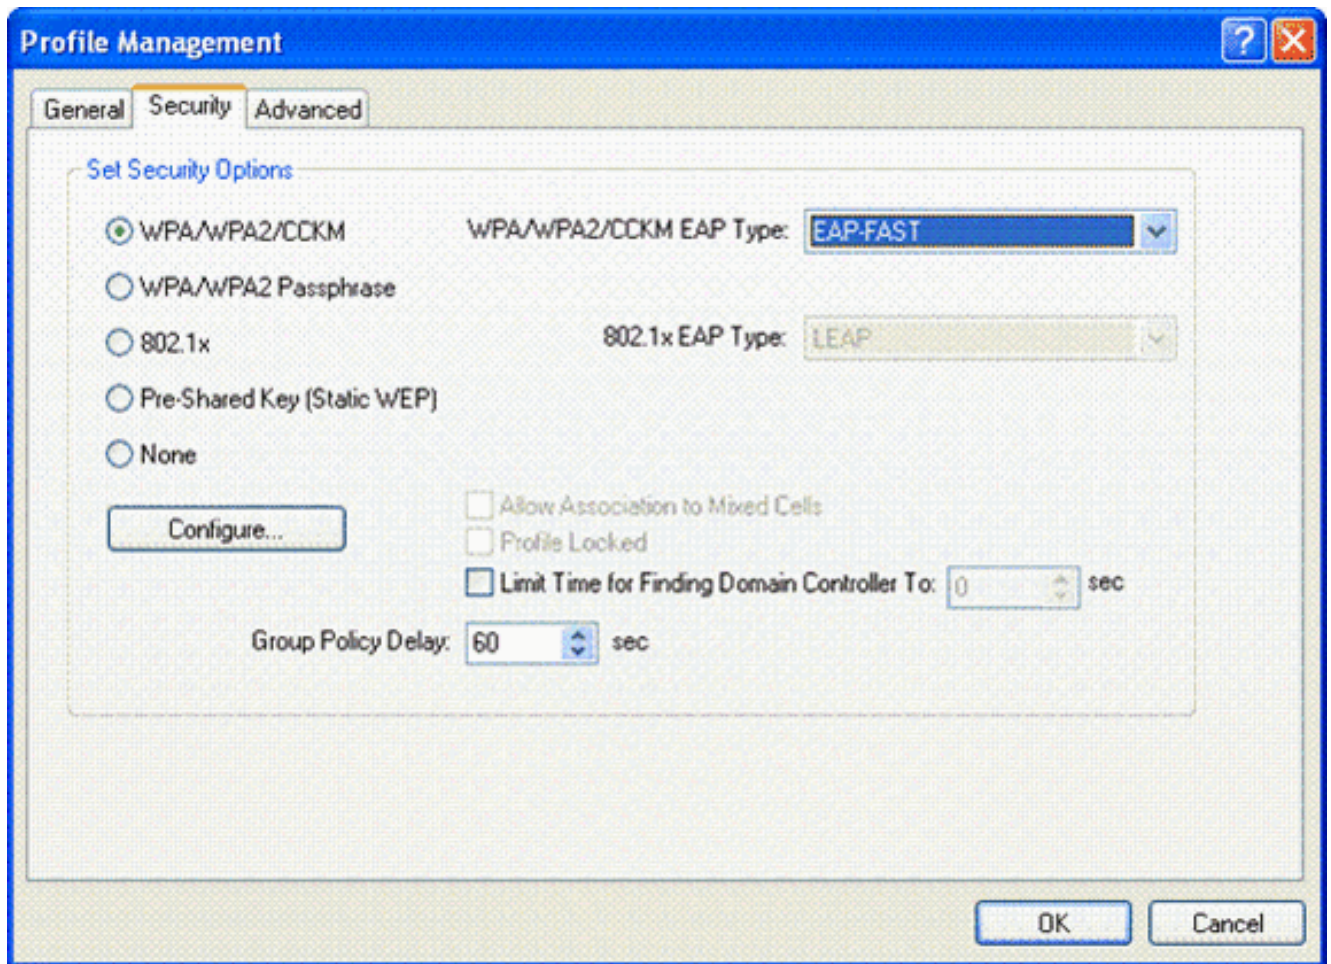 Profile Management
General Security Advanced
Set Security Options
WPA/WPA2/CCKM
WPA/WPA2/CCKM EAP Type: EAP-FAST
WPA/WPA2 Passphrase
802.1x
802.1x EAP Type: LEAP
Pre-Shared Key (Static WEP)
None
Configure...
Allow Association to Mixed Cells
Profile Locked
Limit Time for Finding Domain Controller To: 0 sec
Group Policy Delay: 60 sec
OK Cancel